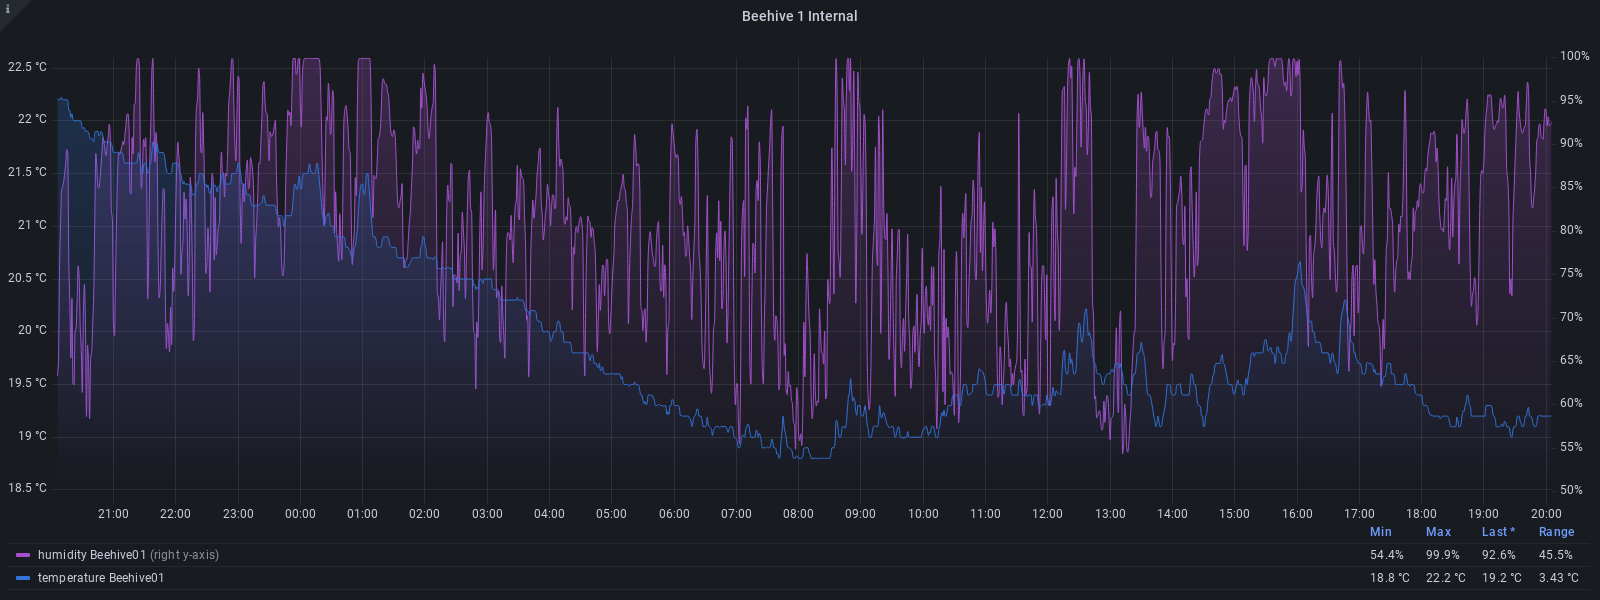 i
Beehive 1 Internal
22.5 °C
22 °C
21.5 °C
21 °C
20.5 °C
20 °C
19.5 °C
19 °C
18.5 °C
100%
95%
90%
85%
80%
75%
70%
65%
60%
55%
50%
21:00 22:00 23:00 00:00 01:00 02:00 03:00 04:00 05:00 06:00 07:00 08:00 09:00 10:00 11:00 12:00 13:00 14:00 15:00 16:00 17:00 18:00 19:00 20:00
Min Max Last * Range
humidity Beehive01 (right y-axis) 54.4% 99.9% 92.6% 45.5%
temperature Beehive01 18.8 °C 22.2 °C 19.2 °C 3.43 °C